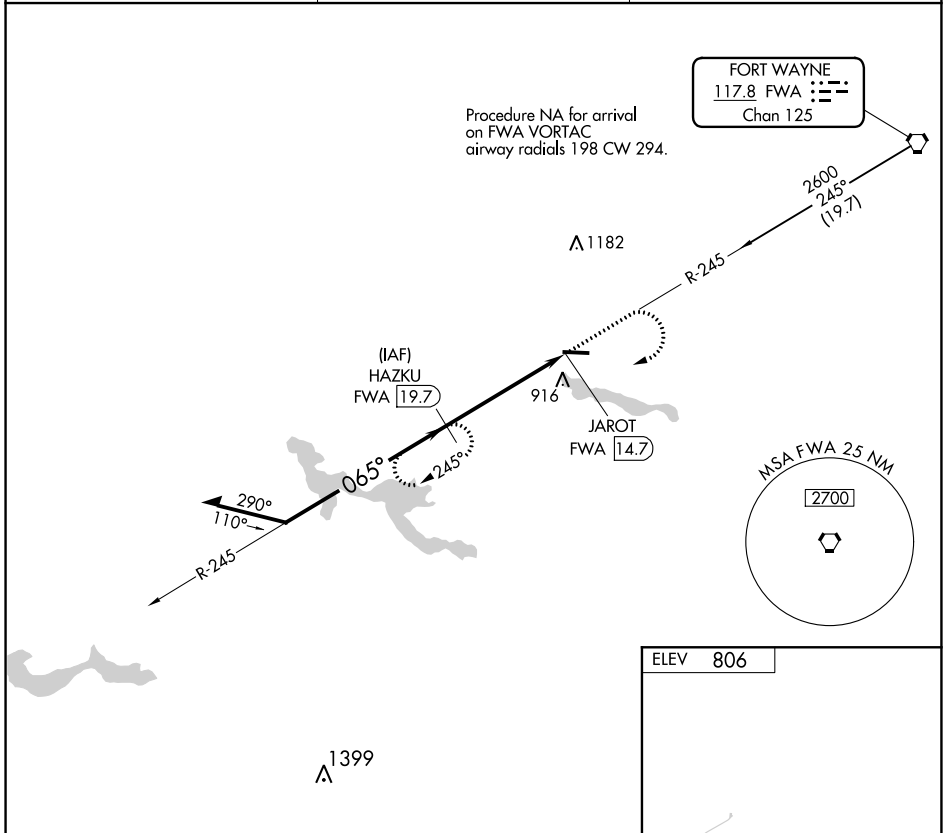 FORT WAYNE
117.8 FWA
Chan 125
Procedure NA for arrival
on FWA VORTAC
airway radials 198 CW 294.
2600
245°
(19.7)
1182
R-245
(IAF)
HAZKU
FWA 19.7
916
JAROT
FWA 14.7
245°
065°
290°
110°
R-245
MSA FWA 25 NM
2700
ELEV 806
1399